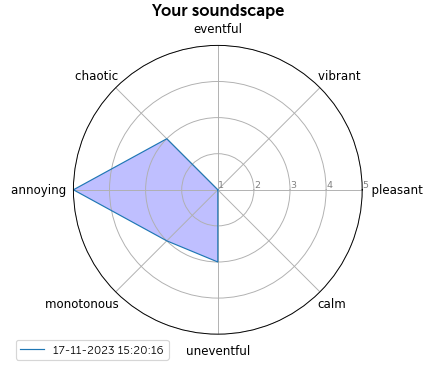 Your soundscape
eventful
chaotic
vibrant
annoying
1
2
3
4
5
pleasant
monotonous
calm
uneventful
17-11-2023 15:20:16